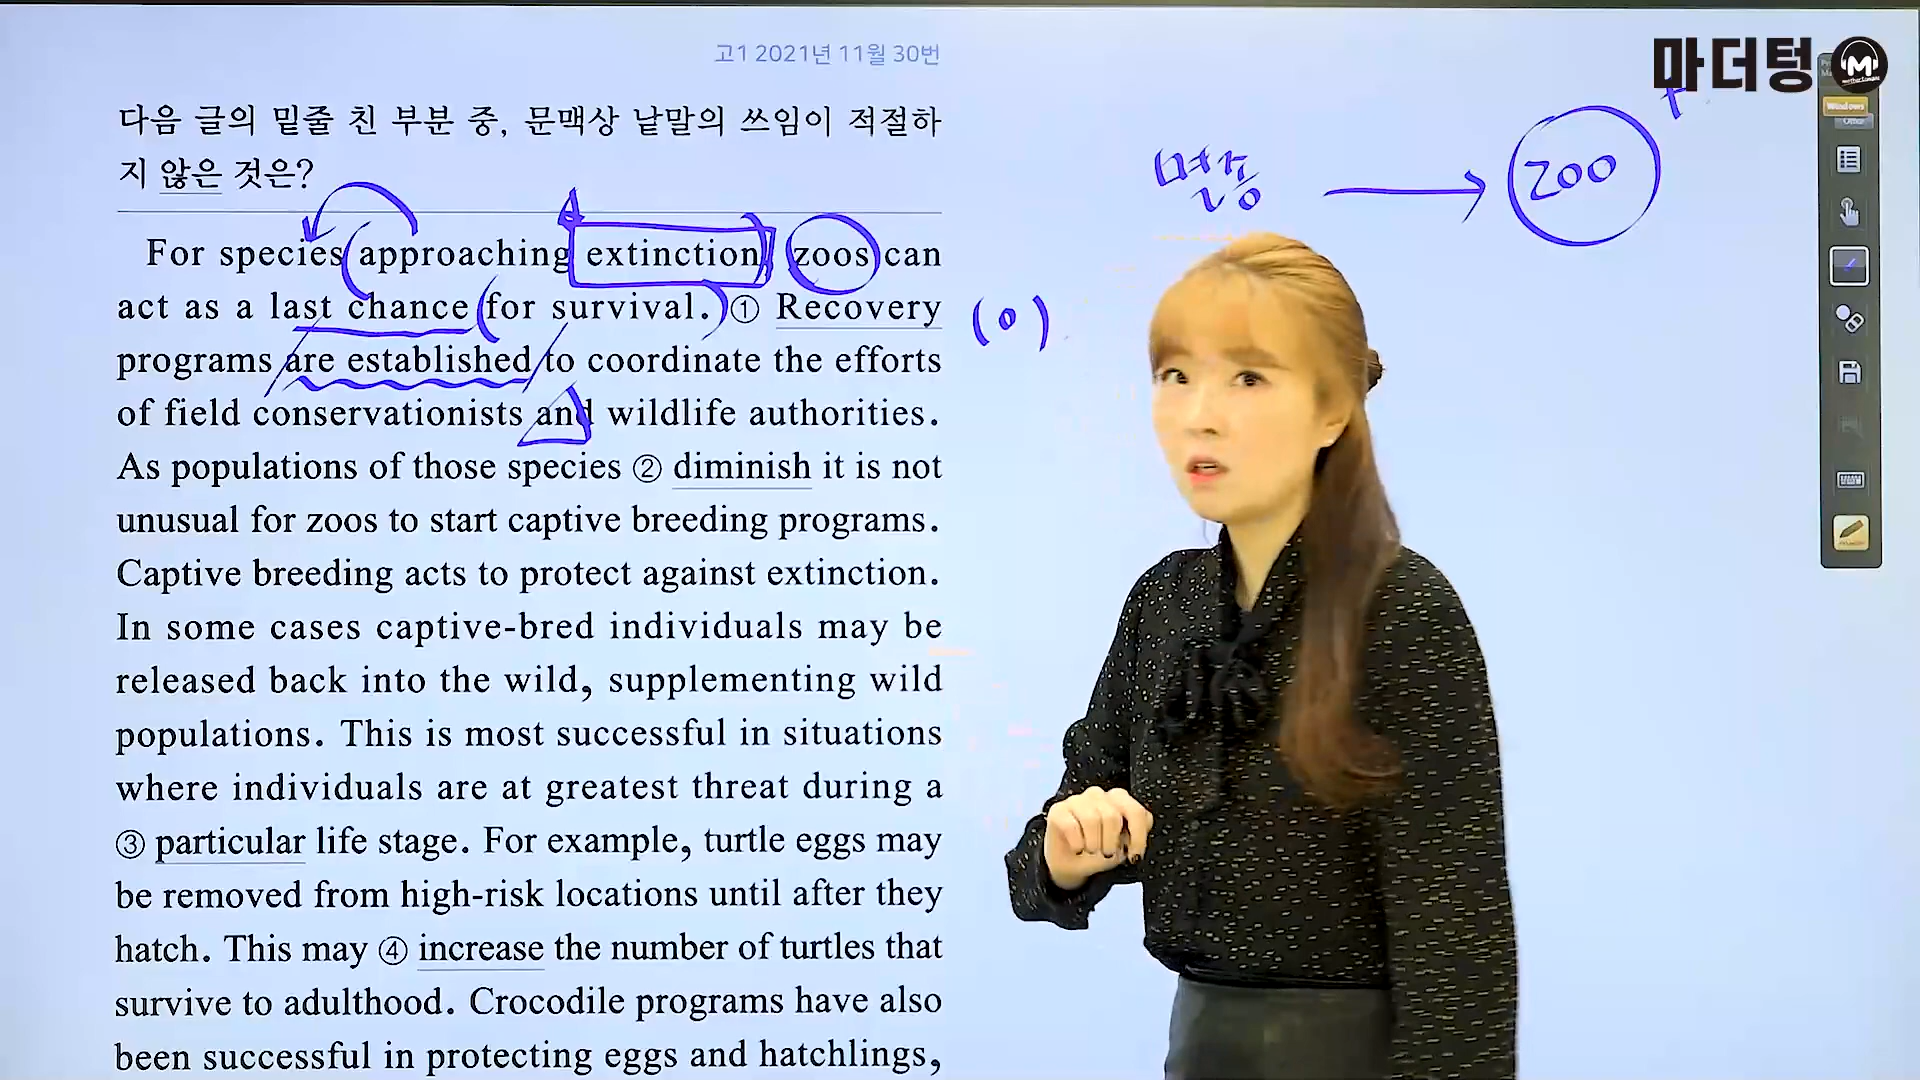 고1 2021년 11월 30번
마더텅
다음 글의 밑줄 친 부분 중, 문맥상 낱말의 쓰임이 적절하
지 않은 것은?
멸종 → zoo
For species approaching extinction, zoos can
act as a last chance for survival. ① Recovery
(o)
programs are established to coordinate the efforts
of field conservationists and wildlife authorities.
As populations of those species ② diminish it is not
unusual for zoos to start captive breeding programs.
Captive breeding acts to protect against extinction.
In some cases captive-bred individuals may be
released back into the wild, supplementing wild
populations. This is most successful in situations
where individuals are at greatest threat during a
③ particular life stage. For example, turtle eggs may
be removed from high-risk locations until after they
hatch. This may ④ increase the number of turtles that
survive to adulthood. Crocodile programs have also
been successful in protecting eggs and hatchlings,